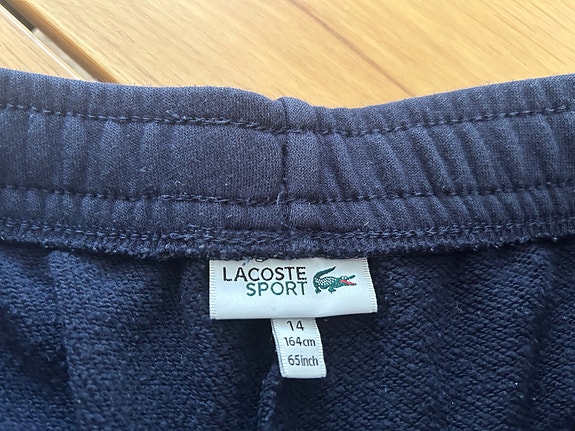 LACOSTE
SPORT
14
164cm
65inch